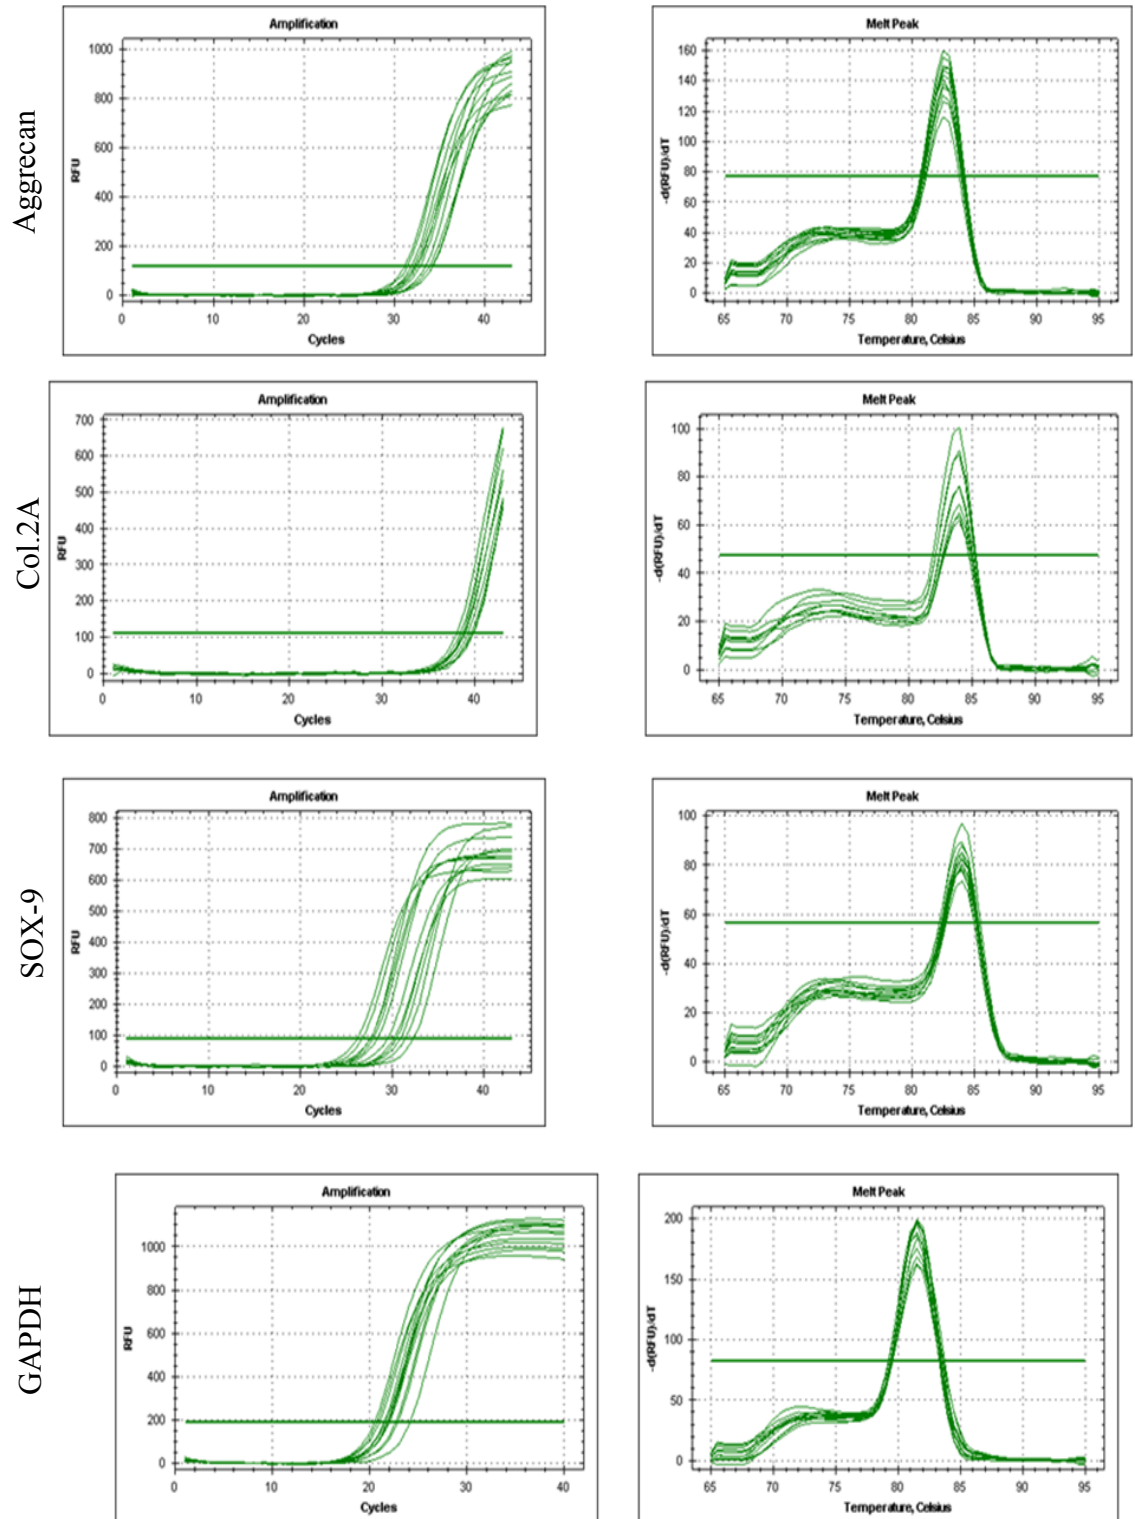 Aggrecan
Amplification
1000
800
600
400
200
0
RFU
0 10 20 30 40
Cycles
Melt Peak
160
140
120
100
80
60
40
20
0
-d(RFU)/dT
65 70 75 80 85 90 95
Temperature, Celsius
Col.2A
Amplification
700
600
500
400
300
200
100
0
RFU
0 10 20 30 40
Cycles
Melt Peak
100
80
60
40
20
0
-d(RFU)/dT
65 70 75 80 85 90 95
Temperature, Celsius
SOX-9
Amplification
800
700
600
500
400
300
200
100
0
RFU
0 10 20 30 40
Cycles
Melt Peak
100
80
60
40
20
0
-d(RFU)/dT
65 70 75 80 85 90 95
Temperature, Celsius
GAPDH
Amplification
1000
800
600
400
200
0
RFU
0 10 20 30 40
Cycles
Melt Peak
200
150
100
50
0
-d(RFU)/dT
65 70 75 80 85 90 95
Temperature, Celsius